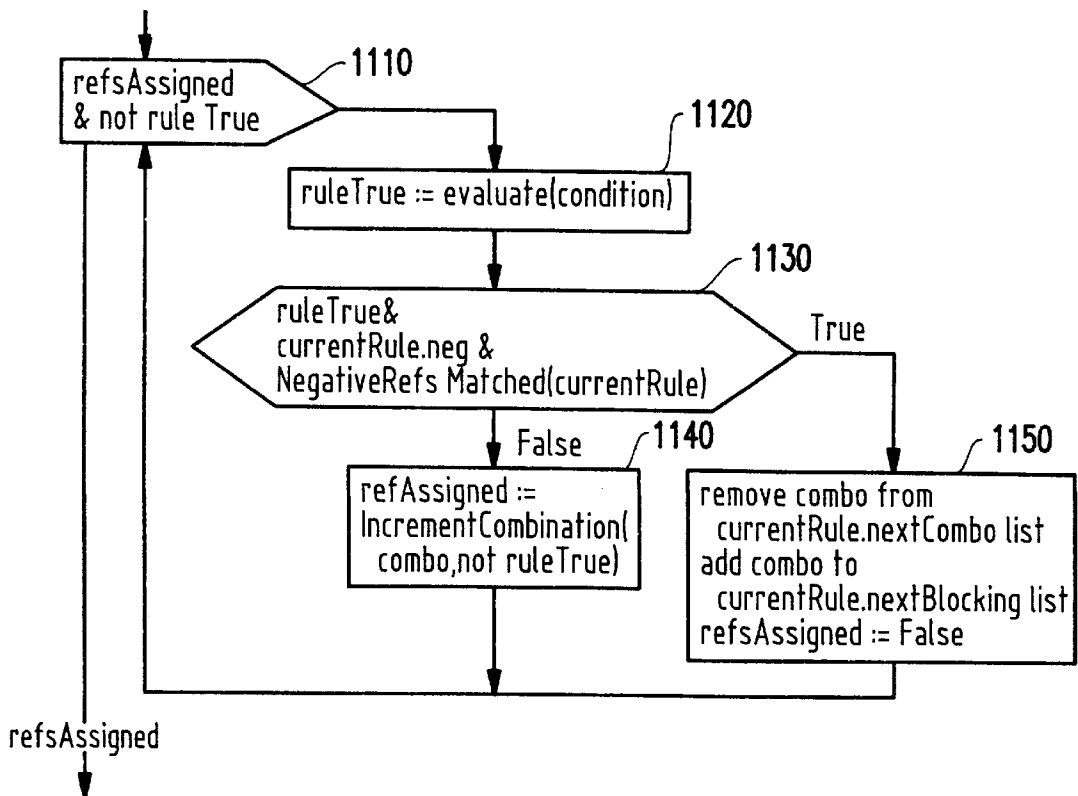 1110
refsAssigned
& not rule True
1120
ruleTrue := evaluate(condition)
1130
ruleTrue&
currentRule.neg &
NegativeRefs Matched(currentRule)
True
False
1140
refAssigned :=
IncrementCombination(
combo,not ruleTrue)
1150
remove combo from
currentRule.nextCombo list
add combo to
currentRule.nextBlocking list
refsAssigned := False
refsAssigned